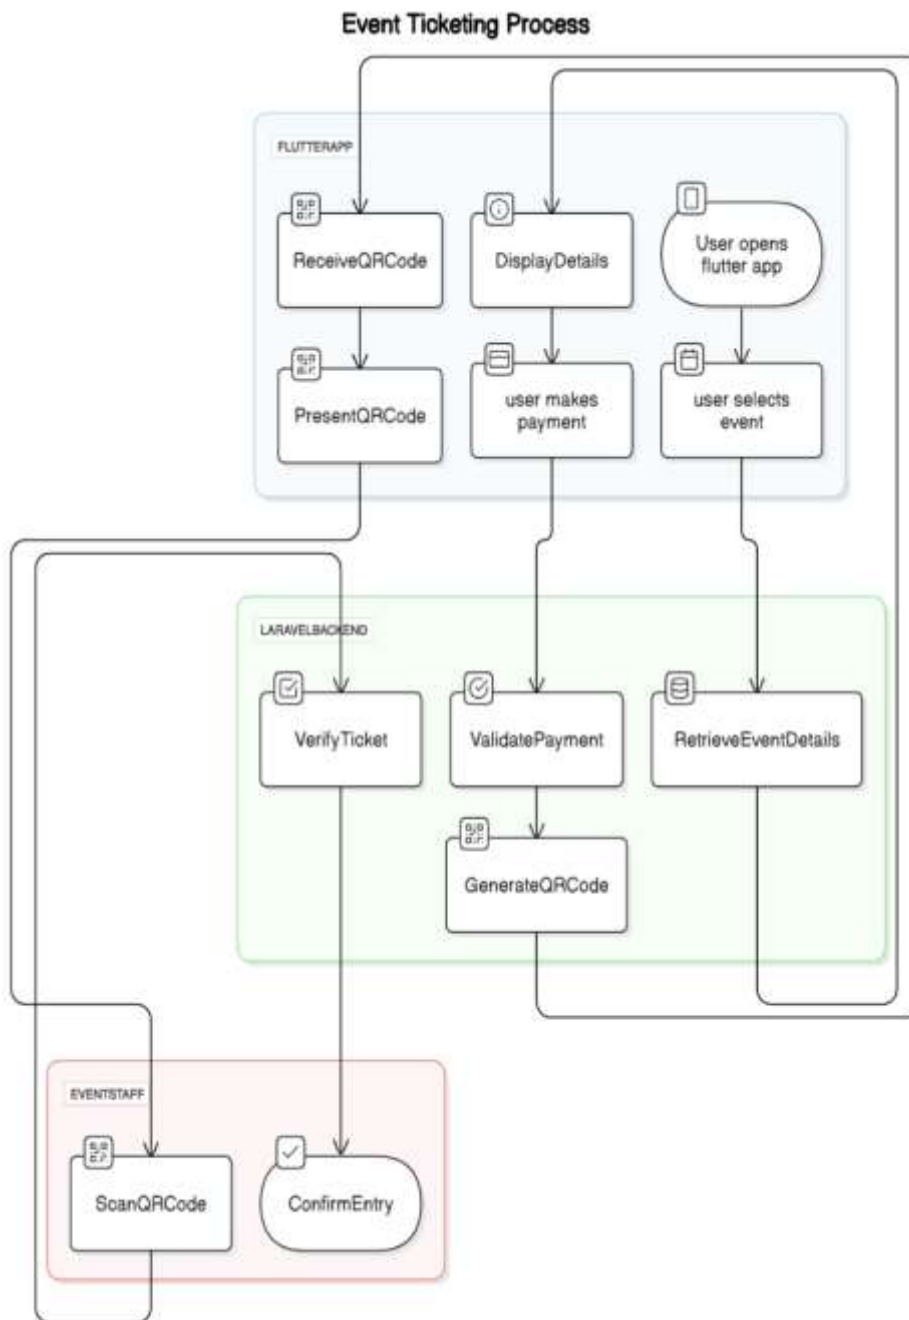 Event Ticketing Process
FLUTTERAPP
ReceiveQRCode
DisplayDetails
User opens
flutter app
PresentQRCode
user makes
payment
user selects
event
LARAVELBACKEND
VerifyTicket
ValidatePayment
RetrieveEventDetails
GenerateQRCode
EVENTSTAFF
ScanQRCode
ConfirmEntry